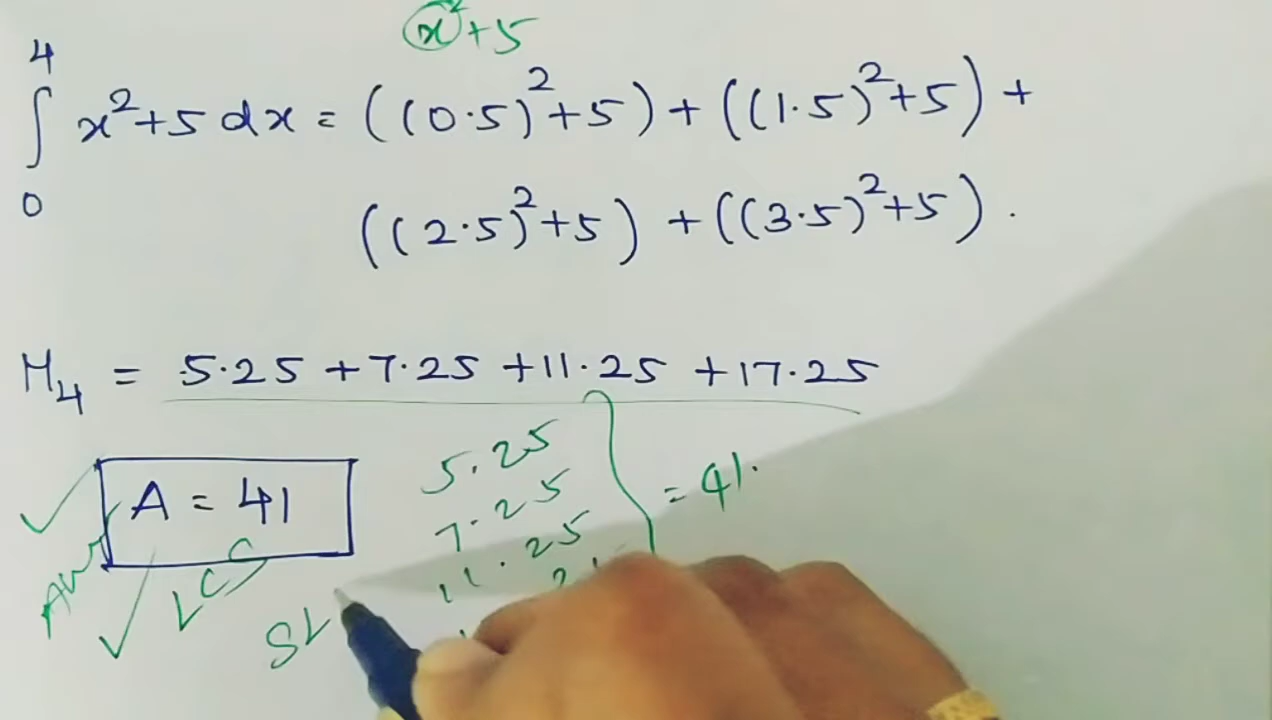 x²+5
4
∫ x²+5 dx = ((0.5)²+5) + ((1.5)²+5) +
0
((2.5)²+5) + ((3.5)²+5) .
M₄ = 5.25 +7.25 +11.25 +17.25
A = 41
5.25
7.25
11.25
= 41.